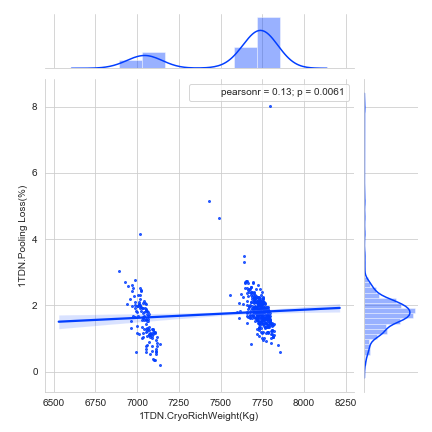 pearsonr = 0.13; p = 0.0061
8
6
4
2
0
1TDN.Pooling Loss(%)
6500 6750 7000 7250 7500 7750 8000 8250
1TDN.CryoRichWeight(Kg)